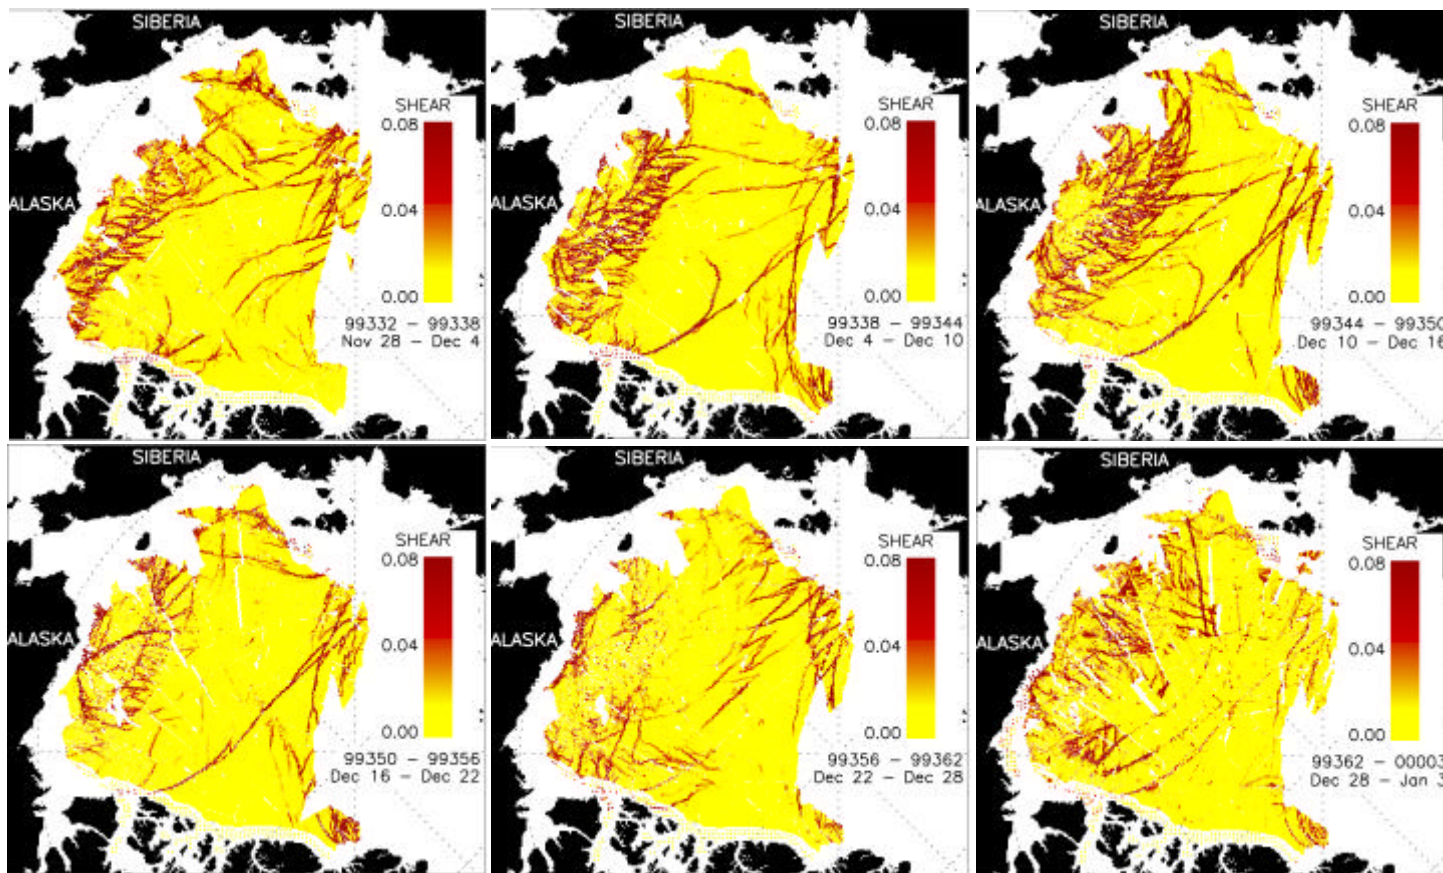 SIBERIA
SHEAR
0.08
ALASKA
0.04
0.00
99332 – 99338
Nov 28 – Dec 4
SIBERIA
SHEAR
0.08
ALASKA
0.04
0.00
99338 – 99344
Dec 4 – Dec 10
SIBERIA
SHEAR
0.08
ALASKA
0.04
0.00
99344 – 99350
Dec 10 – Dec 16
SIBERIA
SHEAR
0.08
ALASKA
0.04
0.00
99350 – 99356
Dec 16 – Dec 22
SIBERIA
SHEAR
0.08
ALASKA
0.04
0.00
99356 – 99362
Dec 22 – Dec 28
SIBERIA
SHEAR
0.08
ALASKA
0.04
0.00
99362 – 00003
Dec 28 – Jan 3